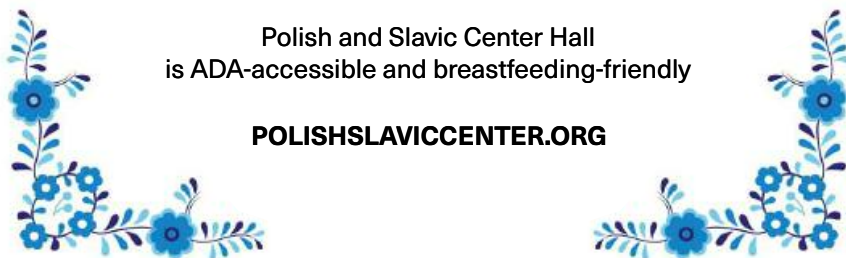 Polish and Slavic Center Hall
is ADA-accessible and breastfeeding-friendly
POLISHSLAVICCENTER.ORG